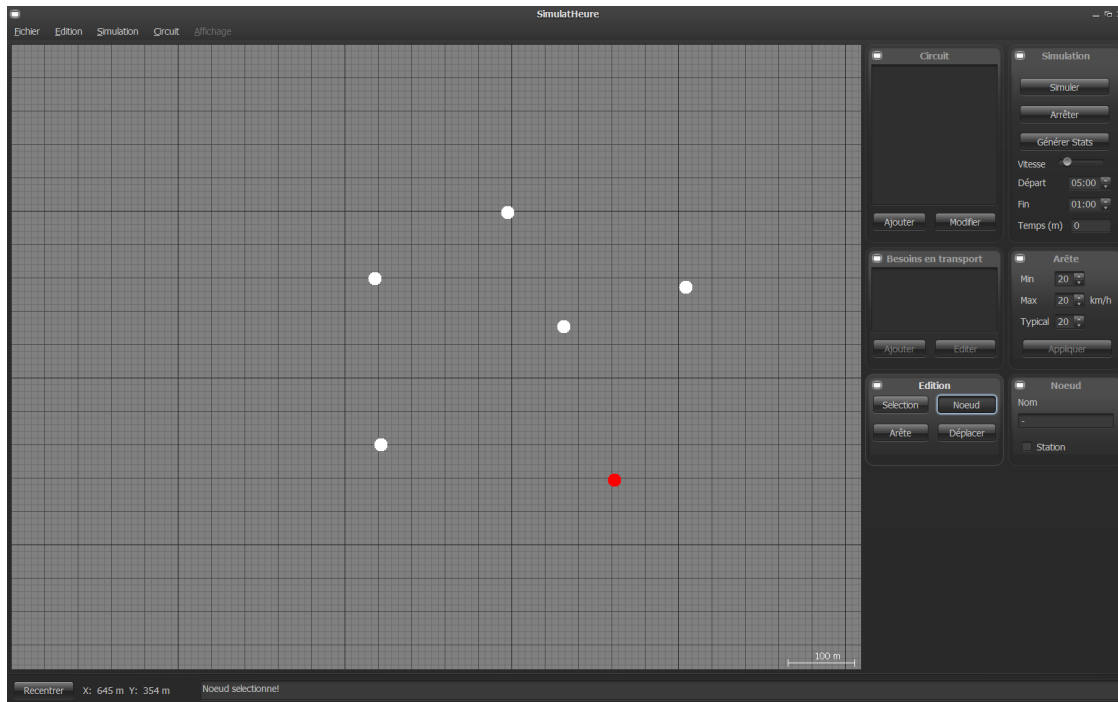 SimulatHeure
Fichier Edition Simulation Circuit Affichage
Circuit
Ajouter Modifier
Simulation
Simuler
Arrêter
Générer Stats
Vitesse
Départ 05:00
Fin 01:00
Temps (m) 0
Besoins en transport
Ajouter Editer
Arête
Min 20
Max 20 km/h
Typical 20
Appliquer
Edition
Selection Noeud
Arête Déplacer
Noeud
Nom
-
Station
100 m
Recentrer X: 645 m Y: 354 m Noeud selectionne!